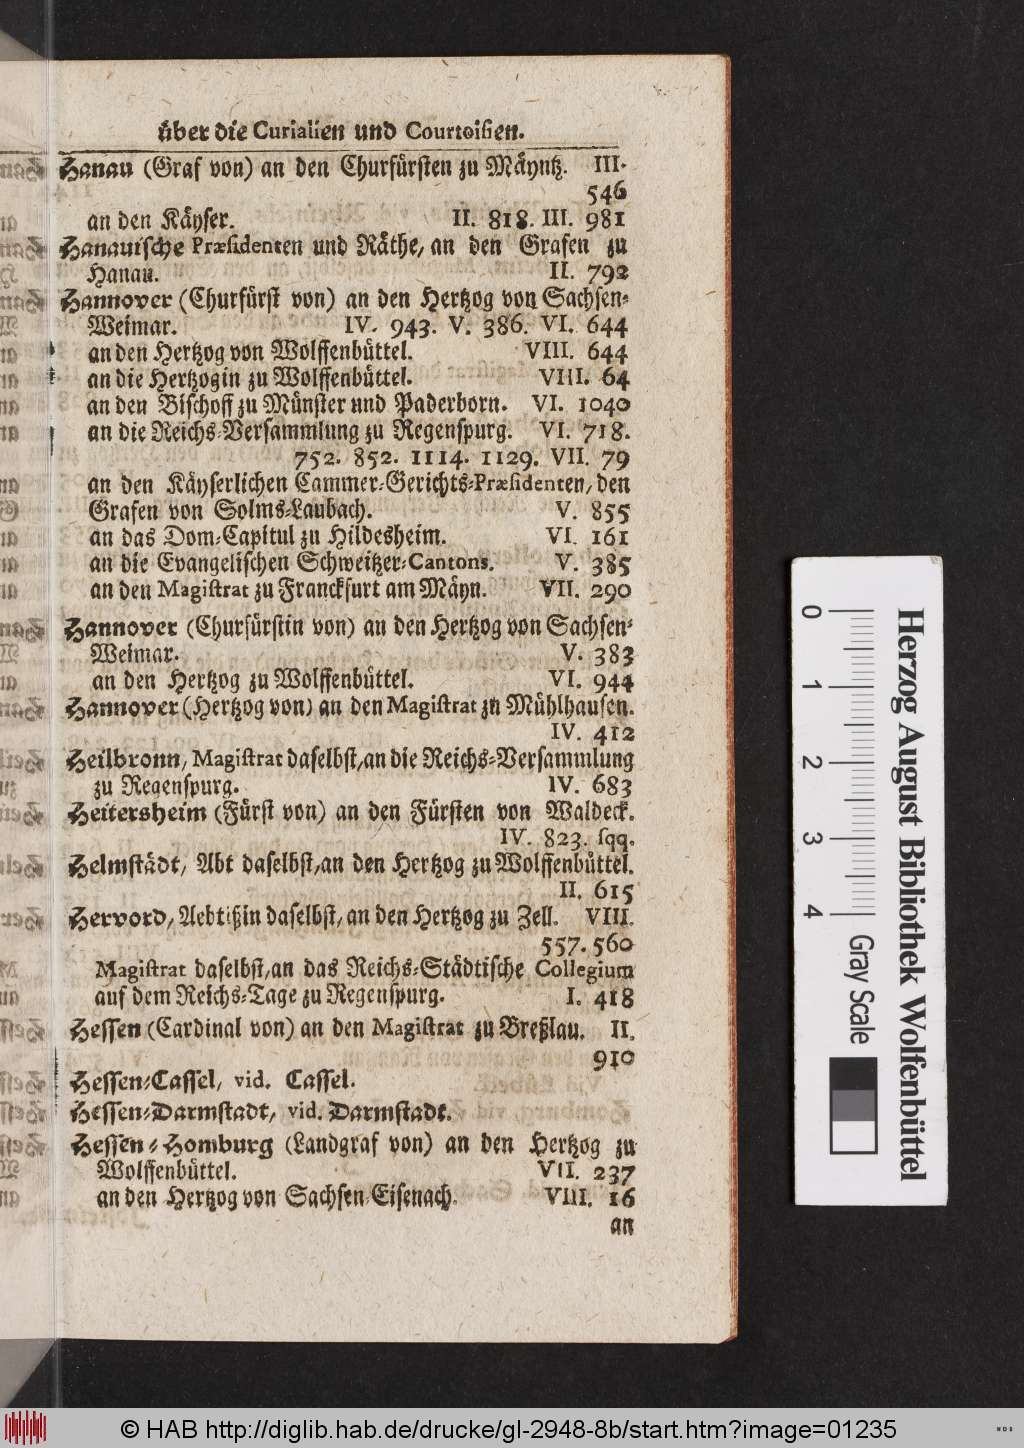 über die Curialien und Courtoisien.
Hanau (Graf von) an den Churfürsten zu Mäyntz. III.
546
an den Käyser. II. 818. III. 981
Hanauische Præsidenten und Räthe, an den Grafen zu
Hanau. II. 792
Hannover (Churfürst von) an den Hertzog von Sachsen-
Weimar. IV. 943. V. 386. VI. 644
an den Hertzog von Wolffenbüttel. VIII. 644
an die Hertzogin zu Wolffenbüttel. VIII. 64
an den Bischoff zu Münster und Paderborn. VI. 1040
an die Reichs-Versammlung zu Regenspurg. VI. 718.
752. 852. 1114. 1129. VII. 79
an den Käyserlichen Cammer-Gerichts-Præsidenten, den
Grafen von Solms-Laubach. V. 855
an das Dom-Capitul zu Hildesheim. VI. 161
an die Evangelischen Schweitzer-Cantons. V. 385
an den Magistrat zu Franckfurt am Mäyn. VII. 290
Hannover (Churfürstin von) an den Hertzog von Sachsen-
Weimar. V. 383
an den Hertzog zu Wolffenbüttel. VI. 944
Hannover (Hertzog von) an den Magistrat zu Mühlhausen.
IV. 412
Heilbronn, Magistrat daselbst, an die Reichs-Versammlung
zu Regenspurg. IV. 683
Heitersheim (Fürst von) an den Fürsten von Waldeck.
IV. 823. sqq.
Helmstädt, Abt daselbst, an den Hertzog zu Wolffenbüttel.
II. 615
Hervord, Aebtißin daselbst, an den Hertzog zu Zell. VIII.
557. 560
Magistrat daselbst, an das Reichs-Städtische Collegium
auf dem Reichs-Tage zu Regenspurg. I. 418
Hessen (Cardinal von) an den Magistrat zu Breßlau. II.
910
Hessen-Cassel, vid. Cassel.
Hessen-Darmstadt, vid. Darmstadt.
Hessen-Homburg (Landgraf von) an den Hertzog zu
Wolffenbüttel. VII. 237
an den Hertzog von Sachsen-Eisenach. VIII. 16
an
0 1 2 3 4
Gray Scale
Herzog August Bibliothek Wolfenbüttel
© HAB http://diglib.hab.de/drucke/gl-2948-8b/start.htm?image=01235